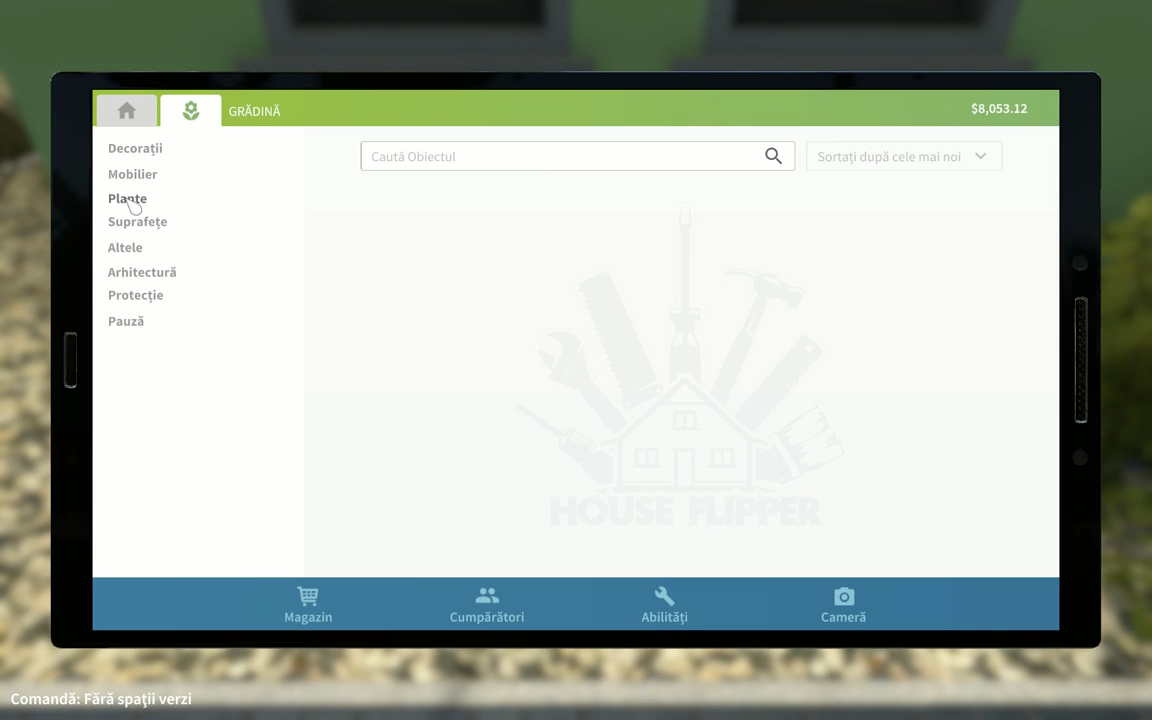 GRĂDINĂ
$8,053.12
Decorații
Caută Obiectul
Sortați după cele mai noi
Mobilier
Plante
Suprafețe
Altele
Arhitectură
Protecție
Pauză
HOUSE FLIPPER
Magazin
Cumpărători
Abilități
Cameră
Comandă: Fără spații verzi